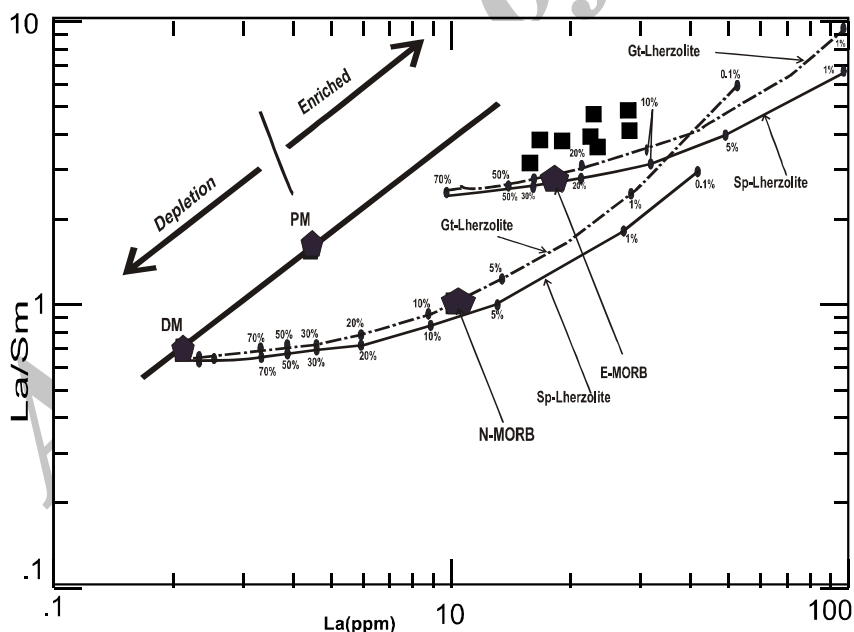 10
Gt-Lherzolite
1%
0.1%
1%
Enriched
10%
20%
5%
Depletion
70%
50%
50%
30%
20%
0.1%
Sp-Lherzolite
PM
1%
Gt-Lherzolite
1%
5%
La/Sm
1
DM
10%
5%
70%
50%
30%
20%
10%
70%
50%
30%
20%
E-MORB
Sp-Lherzolite
N-MORB
.1
.1
La(ppm)
10
100